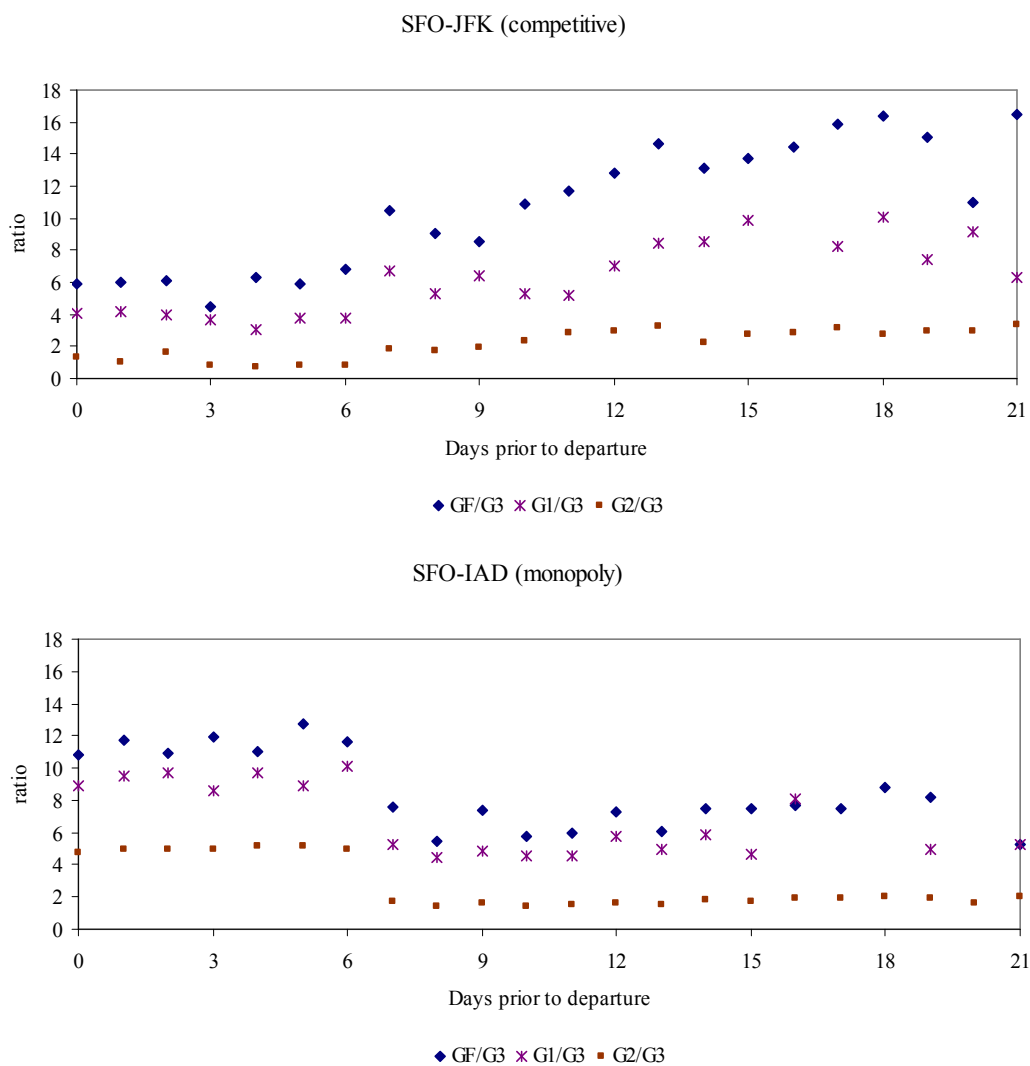 SFO-JFK (competitive)
18
16
14
12
10
8
6
4
2
0
ratio
0 3 6 9 12 15 18 21
Days prior to departure
GF/G3 G1/G3 G2/G3
SFO-IAD (monopoly)
18
16
14
12
10
8
6
4
2
0
ratio
0 3 6 9 12 15 18 21
Days prior to departure
GF/G3 G1/G3 G2/G3